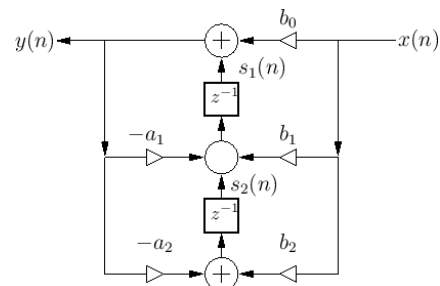 y(n) + b₀ x(n)
s₁(n)
z⁻¹
−a₁ b₁
s₂(n)
z⁻¹
−a₂ + b₂